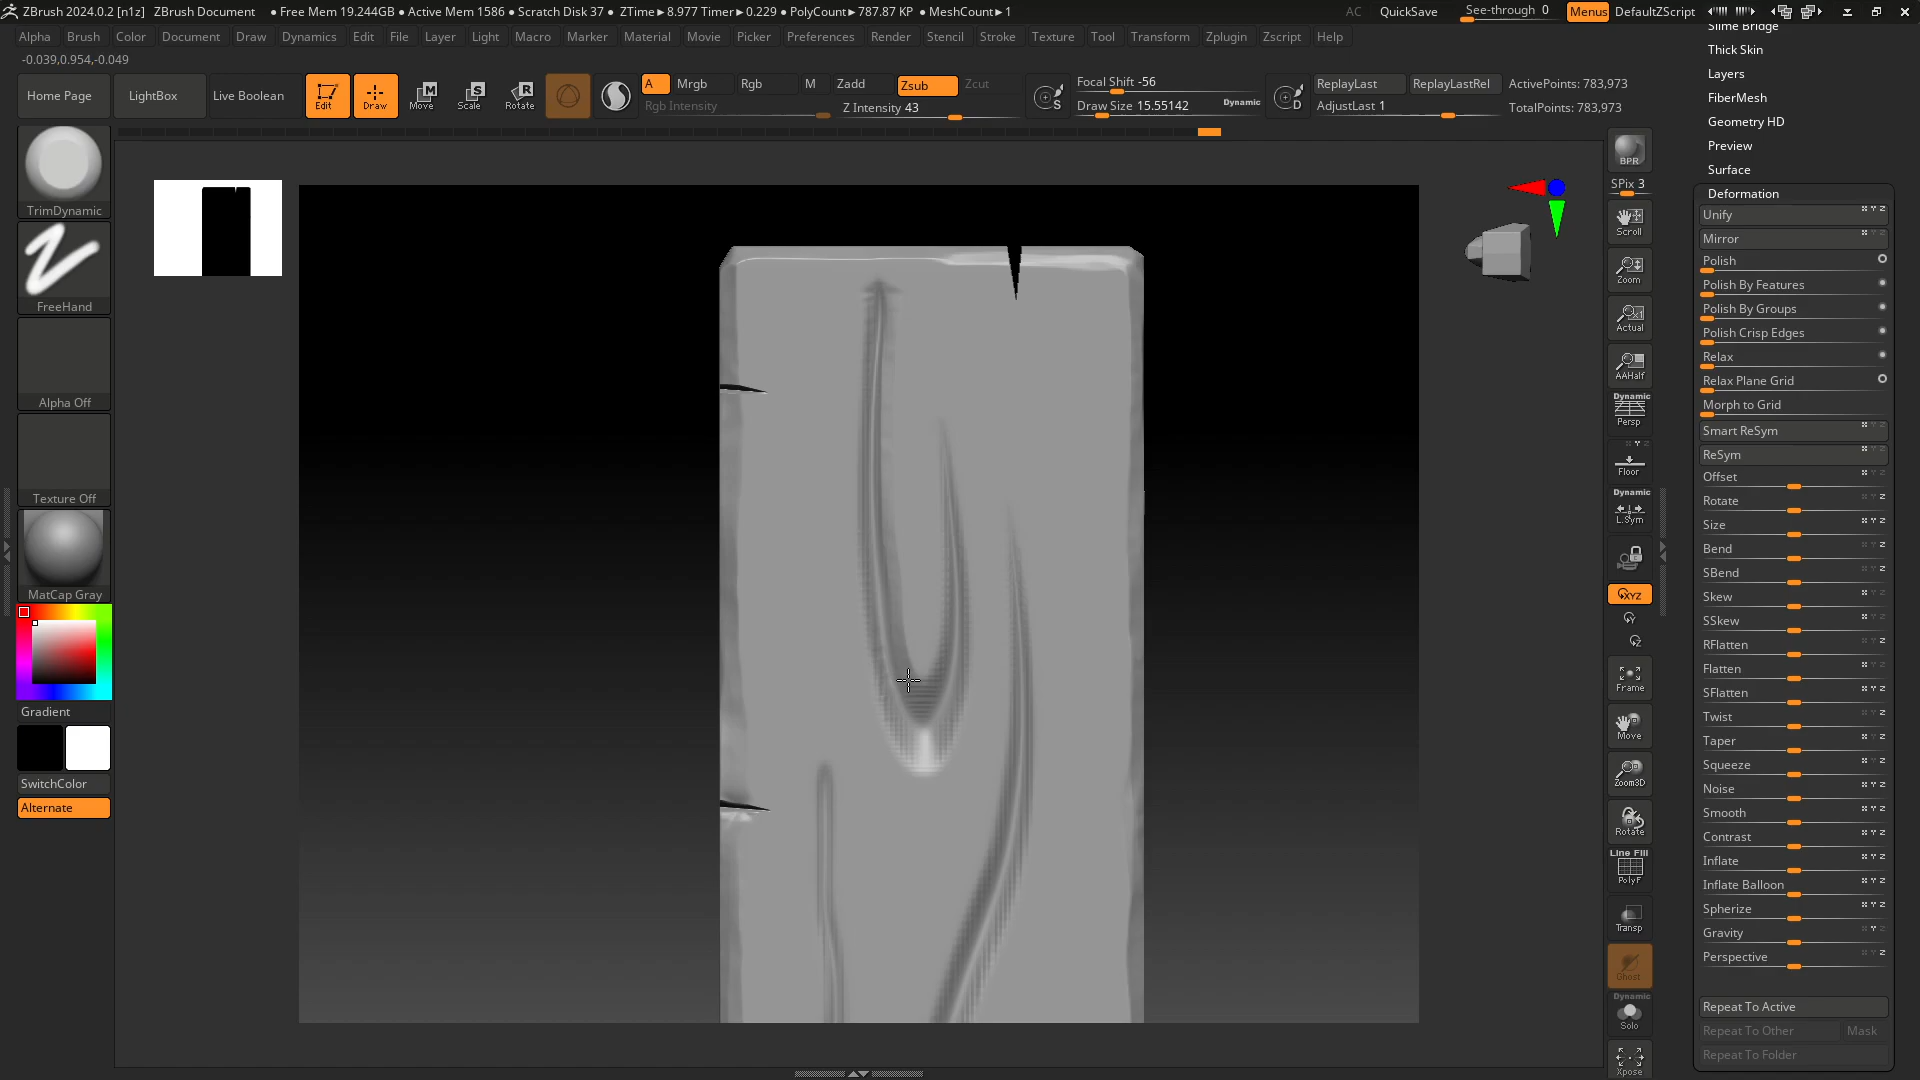 ZBrush 2024.0.2 [n1z] ZBrush Document ● Free Mem 19.244GB ● Active Mem 1586 ● Scratch Disk 37 ● ZTime►8.977 Timer►0.229 ● PolyCount►787.87 KP ● MeshCount►1 AC QuickSave See-through 0 Menus DefaultZScript
Alpha Brush Color Document Draw Dynamics Edit File Layer Light Macro Marker Material Movie Picker Preferences Render Stencil Stroke Texture Tool Transform Zplugin Zscript Help
-0.039,0.954,-0.049
Home Page LightBox Live Boolean Edit Draw Move Scale Rotate
A Mrgb Rgb M Zadd Zsub Zcut
Rgb Intensity Z Intensity 43
S Focal Shift -56
Draw Size 15.55142 Dynamic
D ReplayLast ReplayLastRel ActivePoints: 783,973
AdjustLast 1 TotalPoints: 783,973
TrimDynamic
FreeHand
Alpha Off
Texture Off
MatCap Gray
Gradient
SwitchColor
Alternate
BPR
SPix 3
Scroll
Zoom
Actual
AAHalf
Dynamic
Persp
Floor
Dynamic
L.Sym
XYZ
Frame
Move
Zoom3D
Rotate
Line Fill
PolyF
Transp
Ghost
Dynamic
Solo
Xpose
Slime Bridge
Thick Skin
Layers
FiberMesh
Geometry HD
Preview
Surface
Deformation
Unify
Mirror
Polish
Polish By Features
Polish By Groups
Polish Crisp Edges
Relax
Relax Plane Grid
Morph to Grid
Smart ReSym
ReSym
Offset
Rotate
Size
Bend
SBend
Skew
SSkew
RFlatten
Flatten
SFlatten
Twist
Taper
Squeeze
Noise
Smooth
Contrast
Inflate
Inflate Balloon
Spherize
Gravity
Perspective
Repeat To Active
Repeat To Other Mask
Repeat To Folder